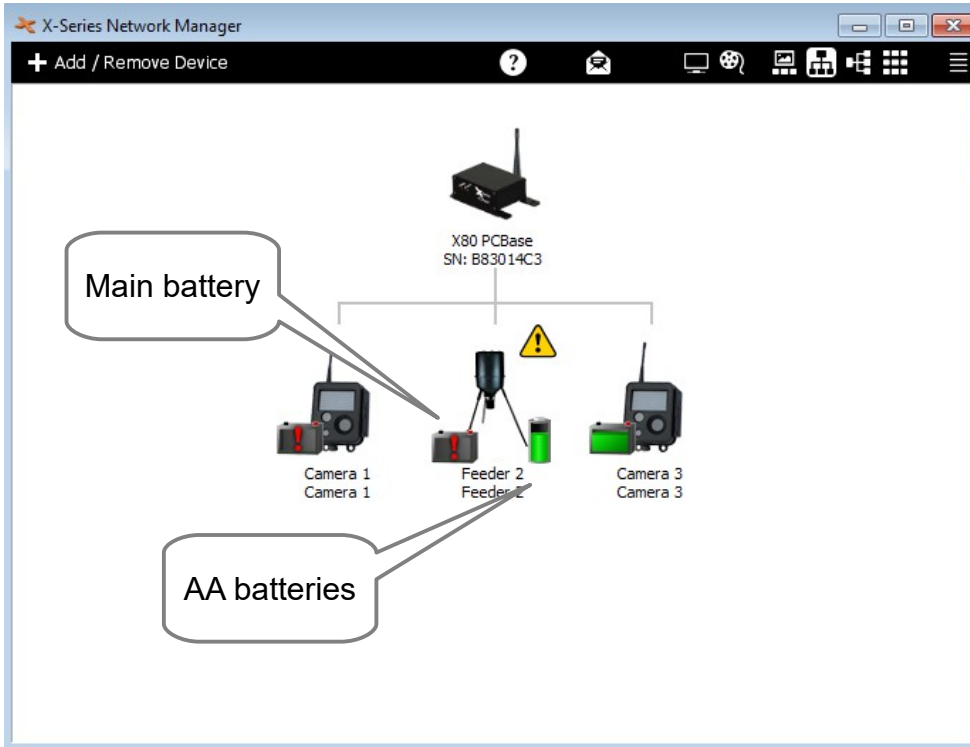 X-Series Network Manager
+ Add / Remove Device
?
X80 PCBase
SN: B83014C3
Main battery
Camera 1
Camera 1
Feeder 2
Feeder 2
Camera 3
Camera 3
AA batteries